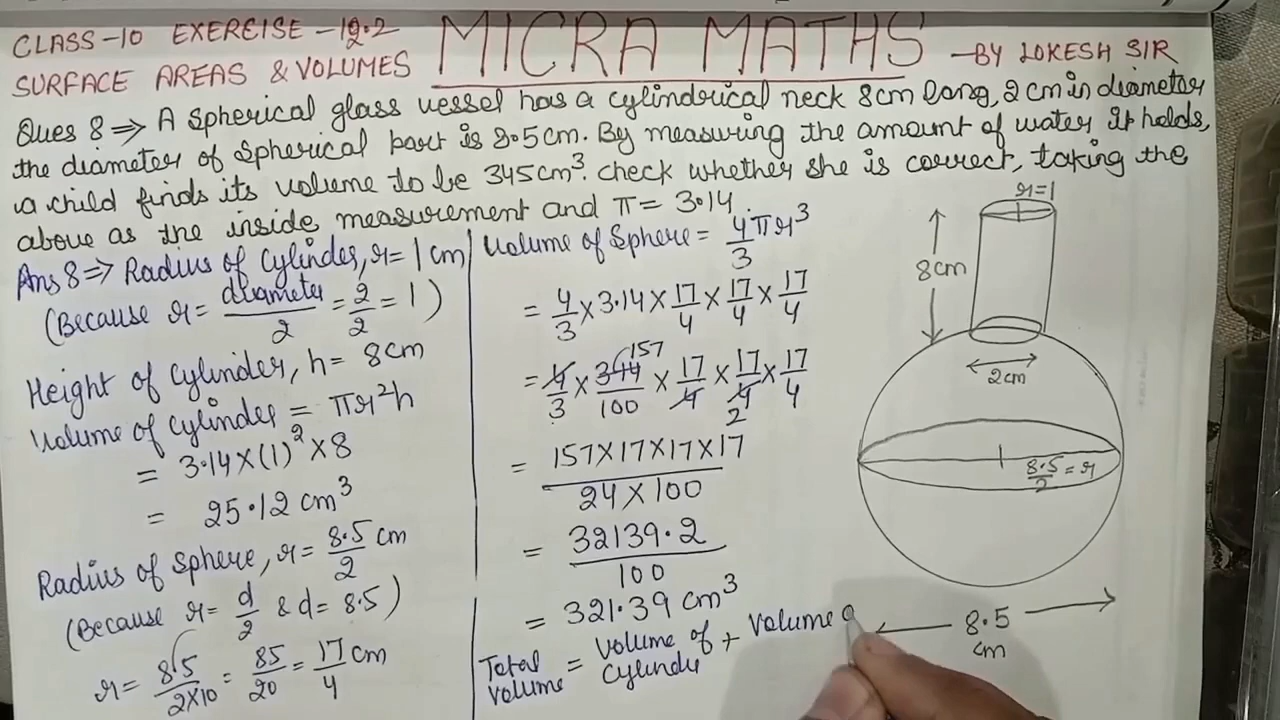 CLASS-10 EXERCISE-12.2
SURFACE AREAS & VOLUMES
MICRA MATHS
-BY LOKESH SIR
Ques 8 ⇒ A spherical glass vessel has a cylindrical neck 8cm long, 2cm in diameter
the diameter of spherical part is 8.5cm. By measuring the amount of water it holds,
a child finds its volume to be 345cm³. check whether she is correct, taking the
above as the inside measurement and π = 3.14.
Ans 8 ⇒ Radius of cylinder, r = 1 cm
(Because r = diameter/2 = 2/2 = 1)
Height of cylinder, h = 8cm
Volume of cylinder = πr²h
= 3.14×(1)²×8
= 25.12 cm³
Radius of sphere, r = 8.5/2 cm
(Because r = d/2 & d = 8.5)
r = 8.5/2×10 = 85/20 = 17/4 cm
Volume of Sphere = 4/3 πr³
= 4/3 × 3.14 × 17/4 × 17/4 × 17/4
157
= 4/3 × 314/100 × 17/4 × 17/4 × 17/4
2
= 157×17×17×17/24×100
= 32139.2/100
= 321.39 cm³
Total volume = volume of cylinder + volume o
r=1
8cm
2cm
8.5/2 = r
8.5
cm